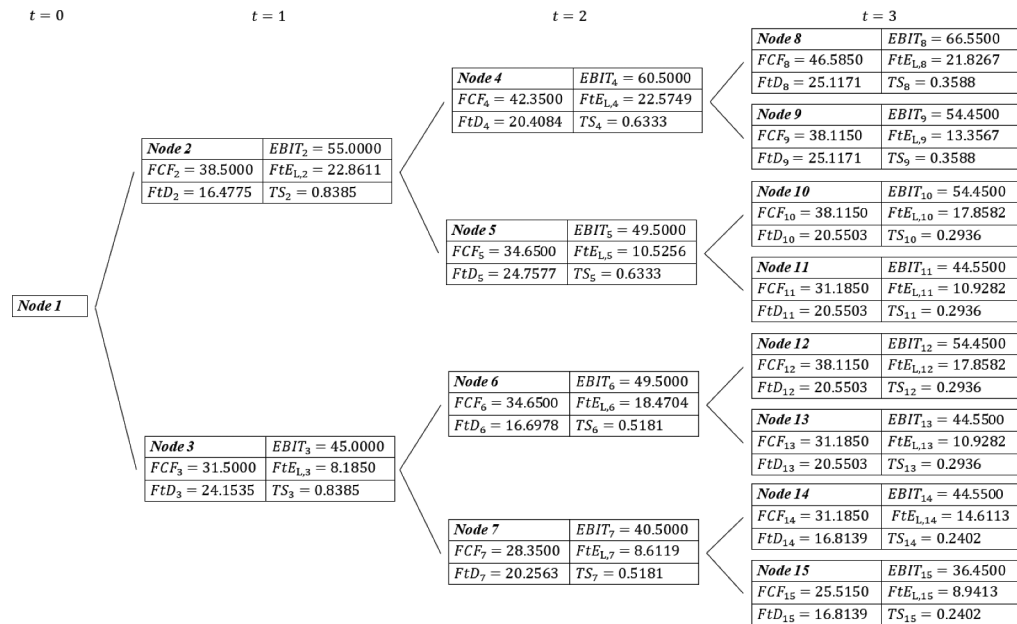 t = 0 t = 1 t = 2 t = 3
Node 8 EBIT₈ = 66.5500
FCF₈ = 46.5850 FtE_L,8 = 21.8267
FtD₈ = 25.1171 TS₈ = 0.3588
Node 4 EBIT₄ = 60.5000
FCF₄ = 42.3500 FtE_L,4 = 22.5749
FtD₄ = 20.4084 TS₄ = 0.6333
Node 9 EBIT₉ = 54.4500
FCF₉ = 38.1150 FtE_L,9 = 13.3567
FtD₉ = 25.1171 TS₉ = 0.3588
Node 2 EBIT₂ = 55.0000
FCF₂ = 38.5000 FtE_L,2 = 22.8611
FtD₂ = 16.4775 TS₂ = 0.8385
Node 10 EBIT₁₀ = 54.4500
FCF₁₀ = 38.1150 FtE_L,10 = 17.8582
FtD₁₀ = 20.5503 TS₁₀ = 0.2936
Node 5 EBIT₅ = 49.5000
FCF₅ = 34.6500 FtE_L,5 = 10.5256
FtD₅ = 24.7577 TS₅ = 0.6333
Node 11 EBIT₁₁ = 44.5500
FCF₁₁ = 31.1850 FtE_L,11 = 10.9282
FtD₁₁ = 20.5503 TS₁₁ = 0.2936
Node 1
Node 12 EBIT₁₂ = 54.4500
FCF₁₂ = 38.1150 FtE_L,12 = 17.8582
FtD₁₂ = 20.5503 TS₁₂ = 0.2936
Node 6 EBIT₆ = 49.5000
FCF₆ = 34.6500 FtE_L,6 = 18.4704
FtD₆ = 16.6978 TS₆ = 0.5181
Node 13 EBIT₁₃ = 44.5500
FCF₁₃ = 31.1850 FtE_L,13 = 10.9282
FtD₁₃ = 20.5503 TS₁₃ = 0.2936
Node 3 EBIT₃ = 45.0000
FCF₃ = 31.5000 FtE_L,3 = 8.1850
FtD₃ = 24.1535 TS₃ = 0.8385
Node 14 EBIT₁₄ = 44.5500
FCF₁₄ = 31.1850 FtE_L,14 = 14.6113
FtD₁₄ = 16.8139 TS₁₄ = 0.2402
Node 7 EBIT₇ = 40.5000
FCF₇ = 28.3500 FtE_L,7 = 8.6119
FtD₇ = 20.2563 TS₇ = 0.5181
Node 15 EBIT₁₅ = 36.4500
FCF₁₅ = 25.5150 FtE_L,15 = 8.9413
FtD₁₅ = 16.8139 TS₁₅ = 0.2402